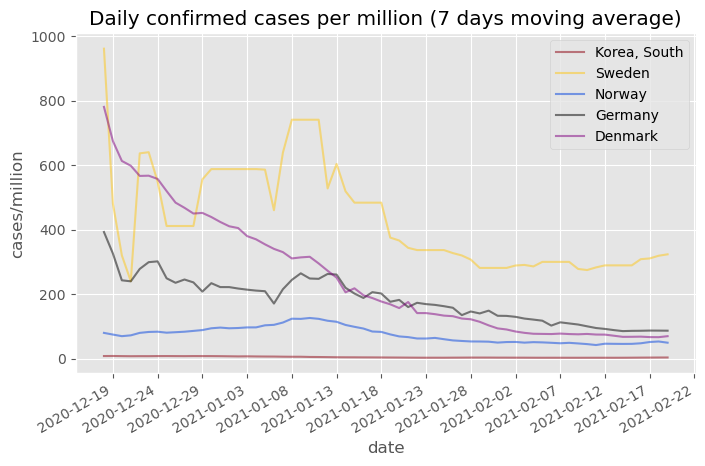 Daily confirmed cases per million (7 days moving average)
Korea, South
Sweden
Norway
Germany
Denmark
cases/million
1000
800
600
400
200
0
2020-12-19
2020-12-24
2020-12-29
2021-01-03
2021-01-08
2021-01-13
2021-01-18
2021-01-23
2021-01-28
2021-02-02
2021-02-07
2021-02-12
2021-02-17
2021-02-22
date